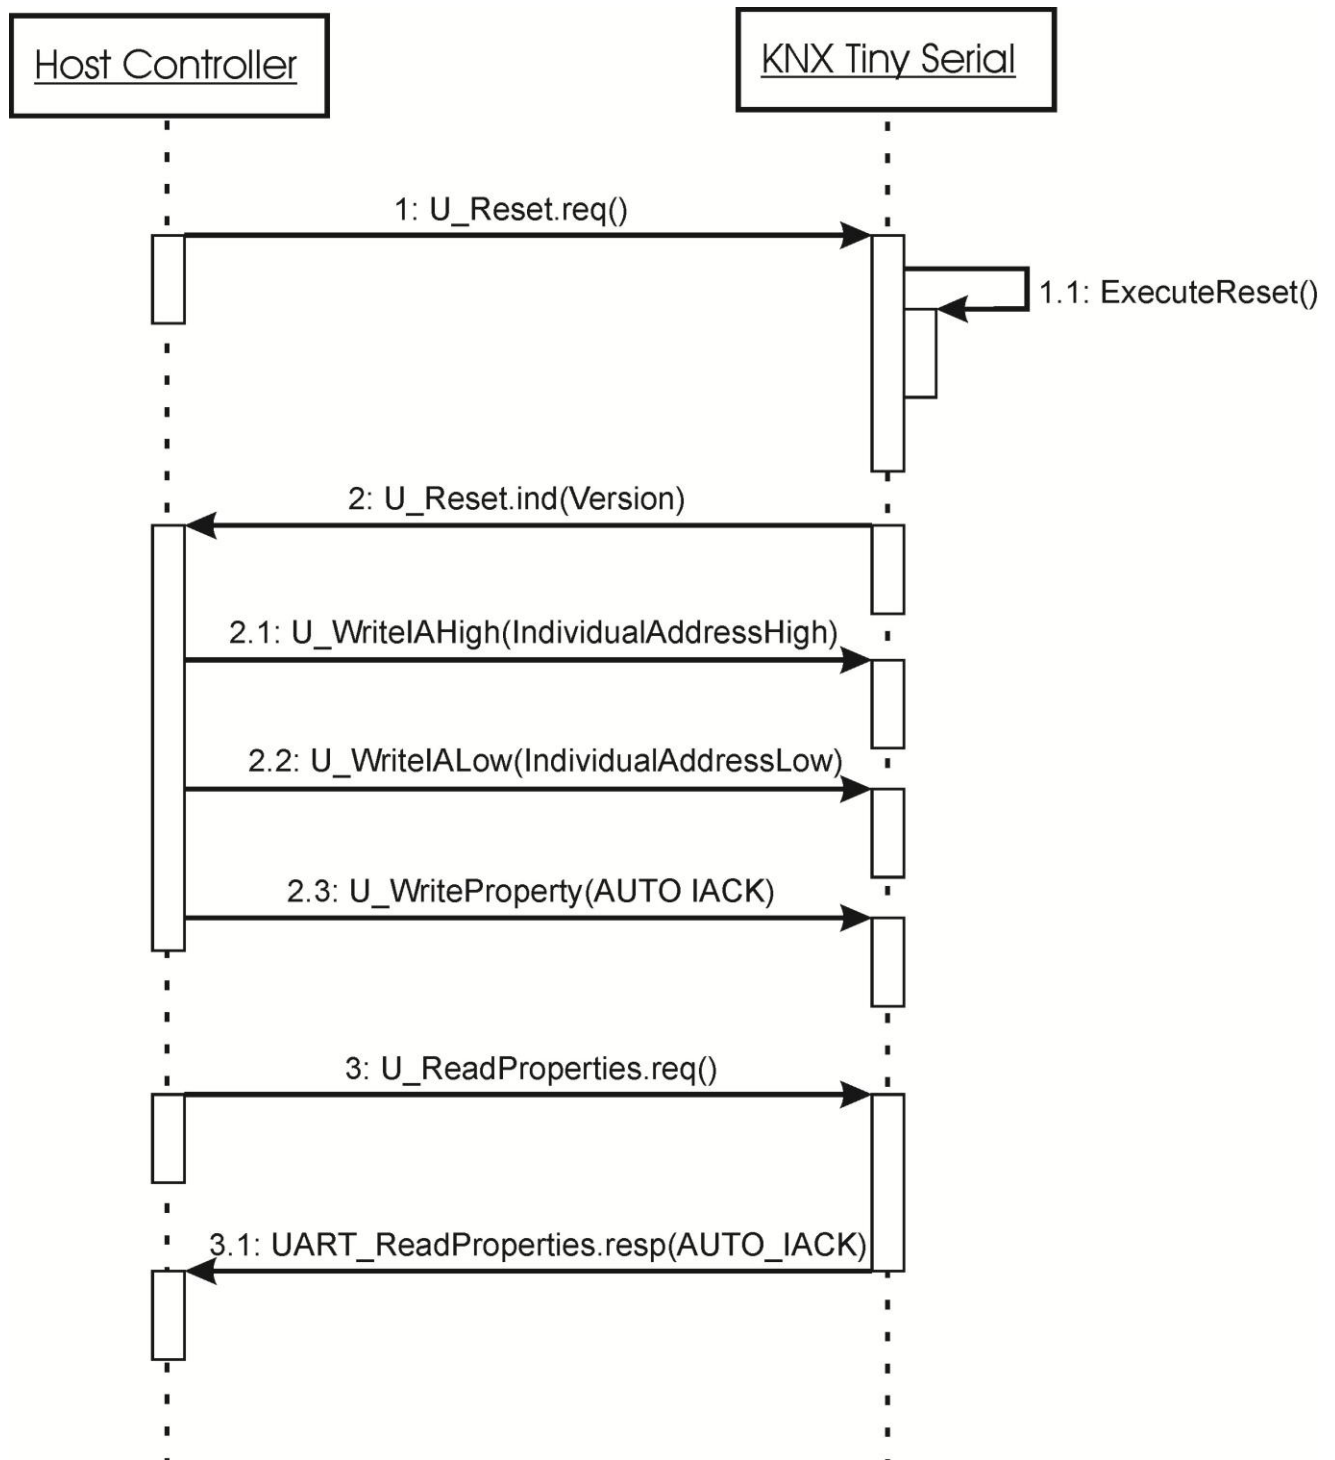 Host Controller
KNX Tiny Serial
1: U_Reset.req()
1.1: ExecuteReset()
2: U_Reset.ind(Version)
2.1: U_WriteIAHigh(IndividualAddressHigh)
2.2: U_WriteIALow(IndividualAddressLow)
2.3: U_WriteProperty(AUTO IACK)
3: U_ReadProperties.req()
3.1: UART_ReadProperties.resp(AUTO_IACK)